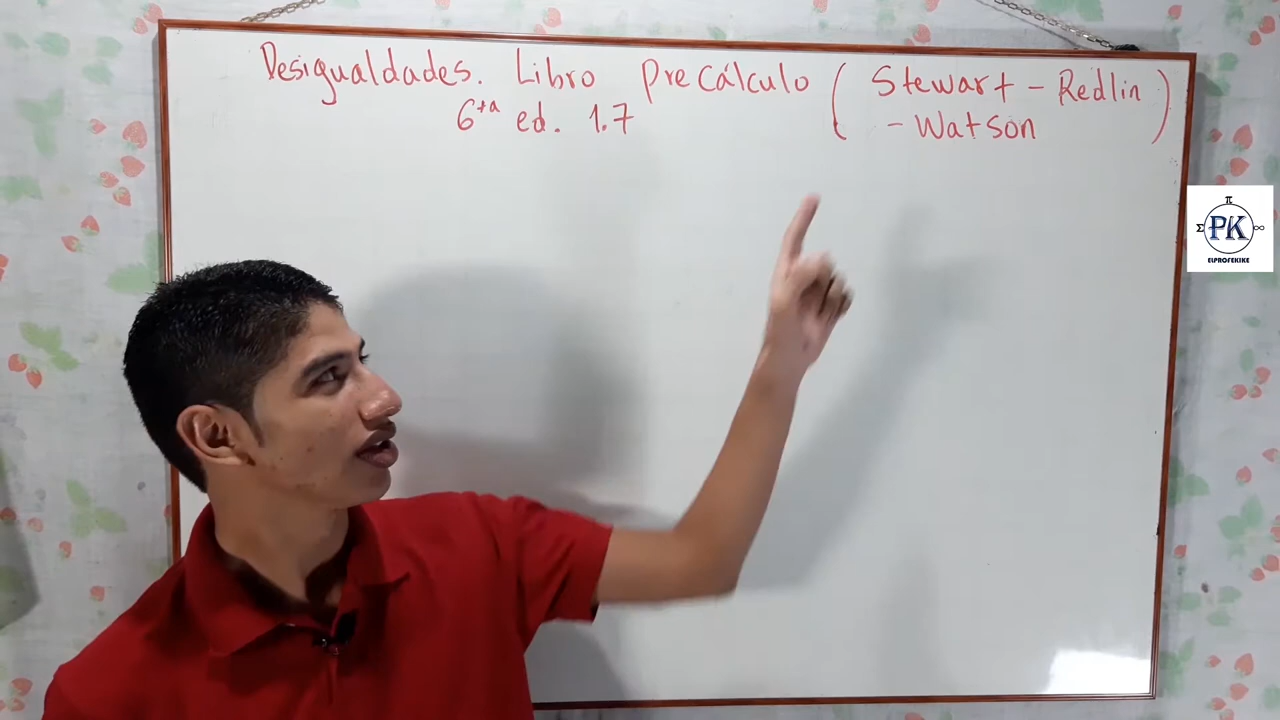 Desigualdades. Libro Precálculo ( Stewart - Redlin
6ta ed. 1.7 - Watson )
π
Σ PK ∞
ELPROFEKIKE